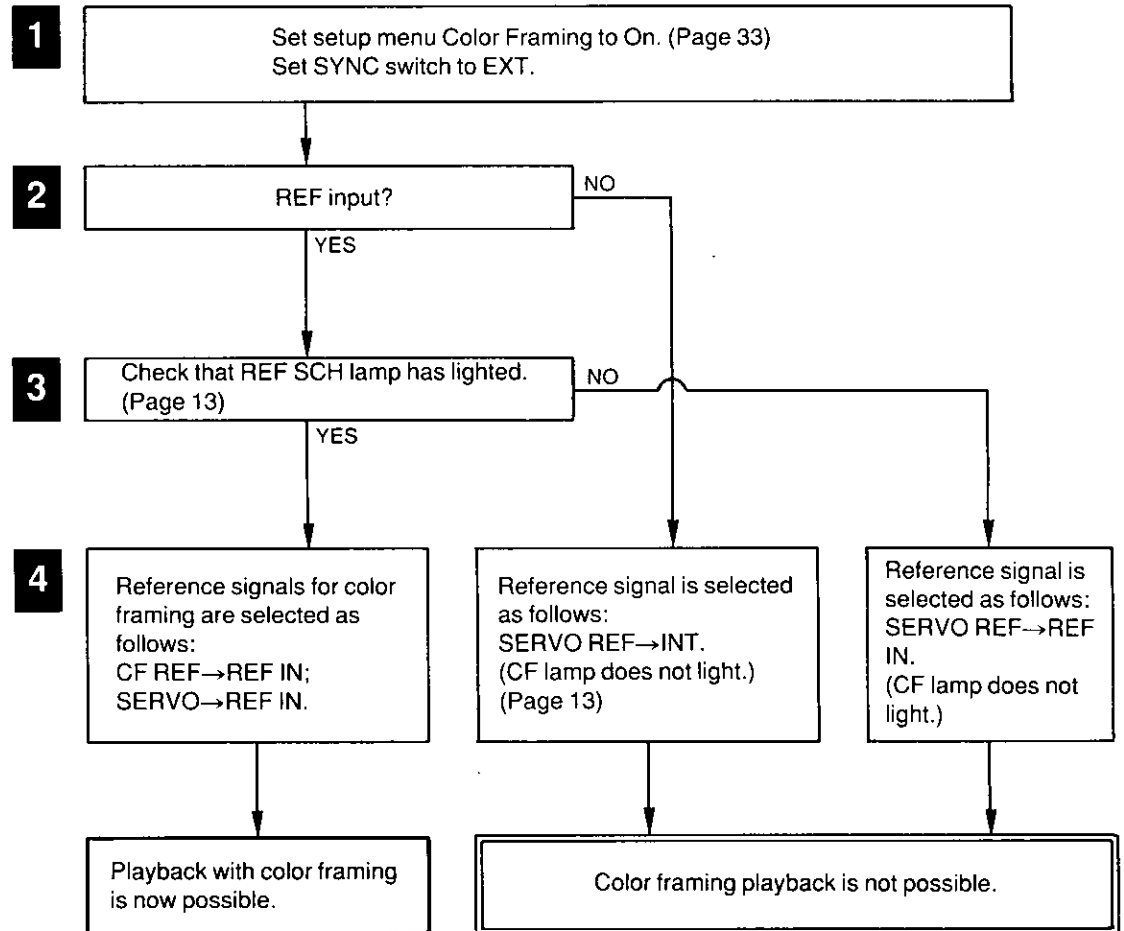 1
Set setup menu Color Framing to On. (Page 33)
Set SYNC switch to EXT.
2
REF input?
NO
YES
3
Check that REF SCH lamp has lighted.
(Page 13)
NO
YES
4
Reference signals for color
framing are selected as
follows:
CF REF→REF IN;
SERVO→REF IN.
Reference signal is selected
as follows:
SERVO REF→INT.
(CF lamp does not light.)
(Page 13)
Reference signal is
selected as follows:
SERVO REF→REF
IN.
(CF lamp does not
light.)
Playback with color framing
is now possible.
Color framing playback is not possible.